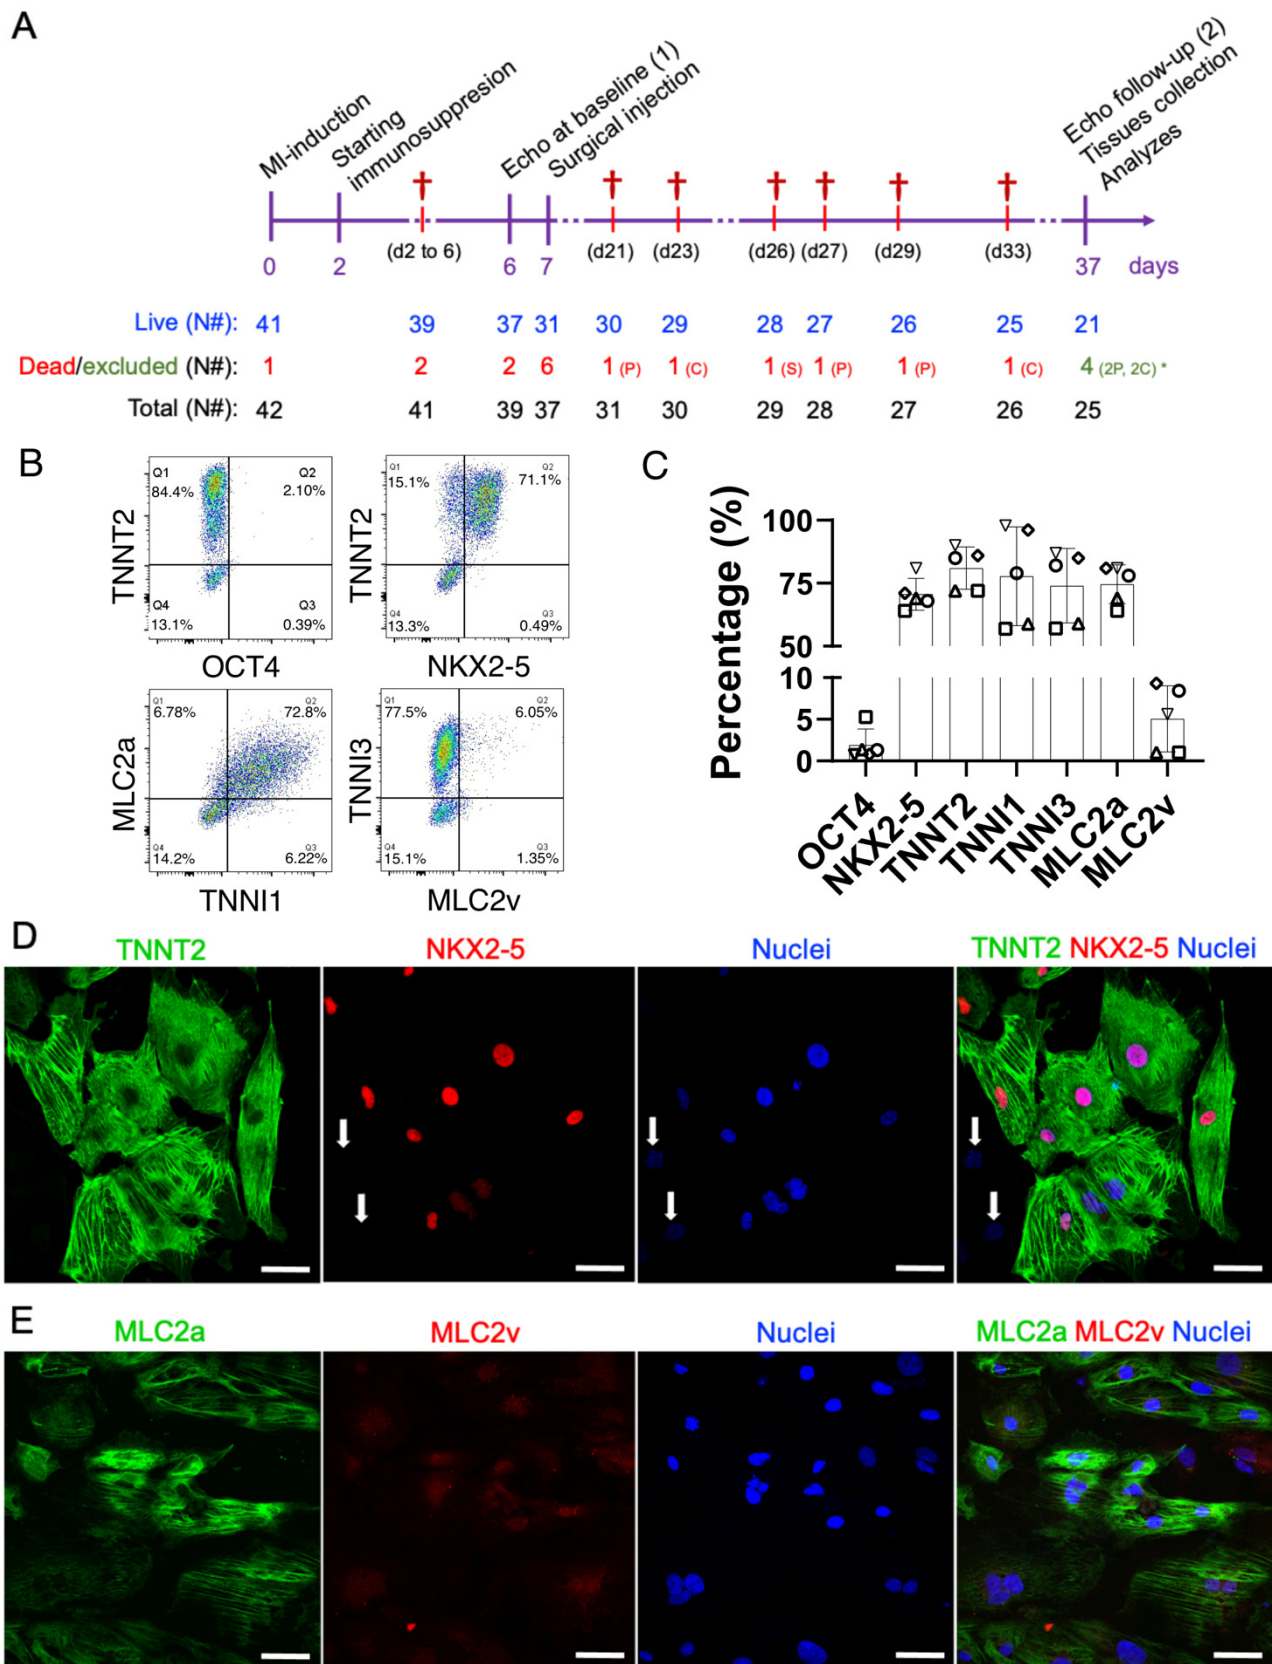 A
MI-induction
Starting
immunosuppresion
Echo at baseline (1)
Surgical injection
Echo follow-up (2)
Tissues collection
Analyzes
(d2 to 6) (d21) (d23) (d26) (d27) (d29) (d33)
0 2 6 7 37 days
Live (N#): 41 39 37 31 30 29 28 27 26 25 21
Dead/excluded (N#): 1 2 2 6 1 (P) 1 (C) 1 (S) 1 (P) 1 (P) 1 (C) 4 (2P, 2C) *
Total (N#): 42 41 39 37 31 30 29 28 27 26 25
B
TNNT2
Q1
84.4%
Q2
2.10%
Q4
13.1%
Q3
0.39%
OCT4
TNNT2
Q1
15.1%
Q2
71.1%
Q4
13.3%
Q3
0.49%
NKX2-5
MLC2a
Q1
6.78%
Q2
72.8%
Q4
14.2%
Q3
6.22%
TNNI1
TNNI3
Q1
77.5%
Q2
6.05%
Q4
15.1%
Q3
1.35%
MLC2v
C
Percentage (%)
100
75
50
10
5
0
OCT4
NKX2-5
TNNT2
TNNI1
TNNI3
MLC2a
MLC2v
D
TNNT2 NKX2-5 Nuclei TNNT2 NKX2-5 Nuclei
E
MLC2a MLC2v Nuclei MLC2a MLC2v Nuclei